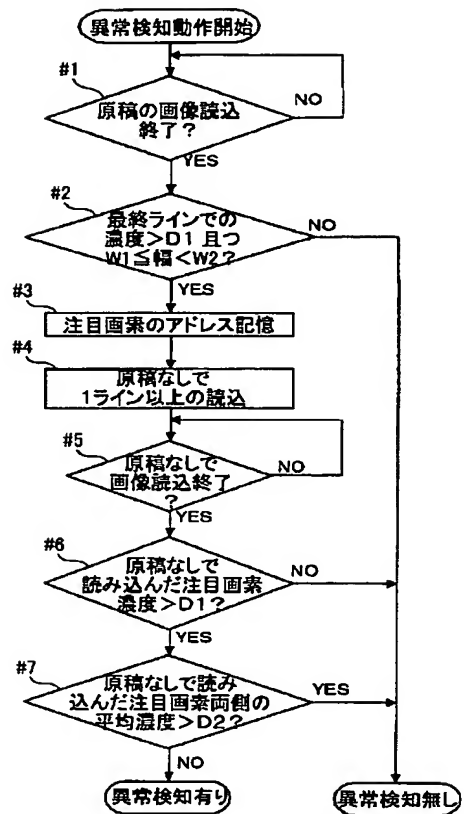 異常検知動作開始
#1
原稿の画像読込
終了?
NO
YES
#2
最終ラインでの
濃度>D1 且つ
W1≦幅<W2?
NO
YES
#3
注目画素のアドレス記憶
#4
原稿なしで
1ライン以上の読込
#5
原稿なしで
画像読込終了
?
NO
YES
#6
原稿なしで
読み込んだ注目画素
濃度>D1?
NO
YES
#7
原稿なしで読み
込んだ注目画素両側の
平均濃度>D2?
YES
NO
異常検知有り
異常検知無し